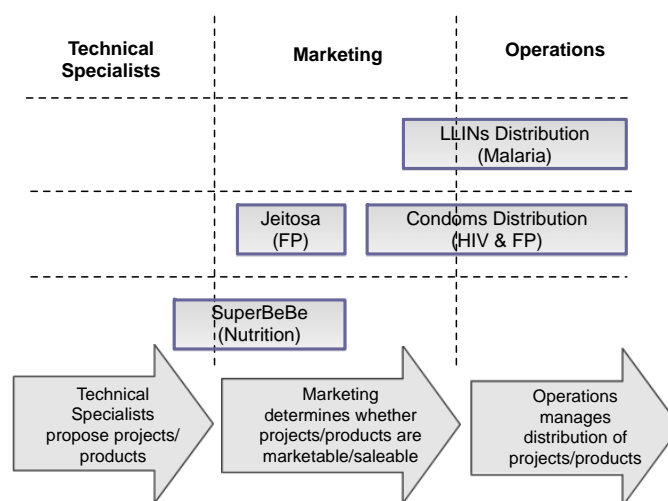 Technical
Specialists
Marketing
Operations
LLINs Distribution
(Malaria)
Jeitosa
(FP)
Condoms Distribution
(HIV & FP)
SuperBeBe
(Nutrition)
Technical
Specialists
propose projects/
products
Marketing
determines whether
projects/products are
marketable/saleable
Operations
manages
distribution of
projects/products